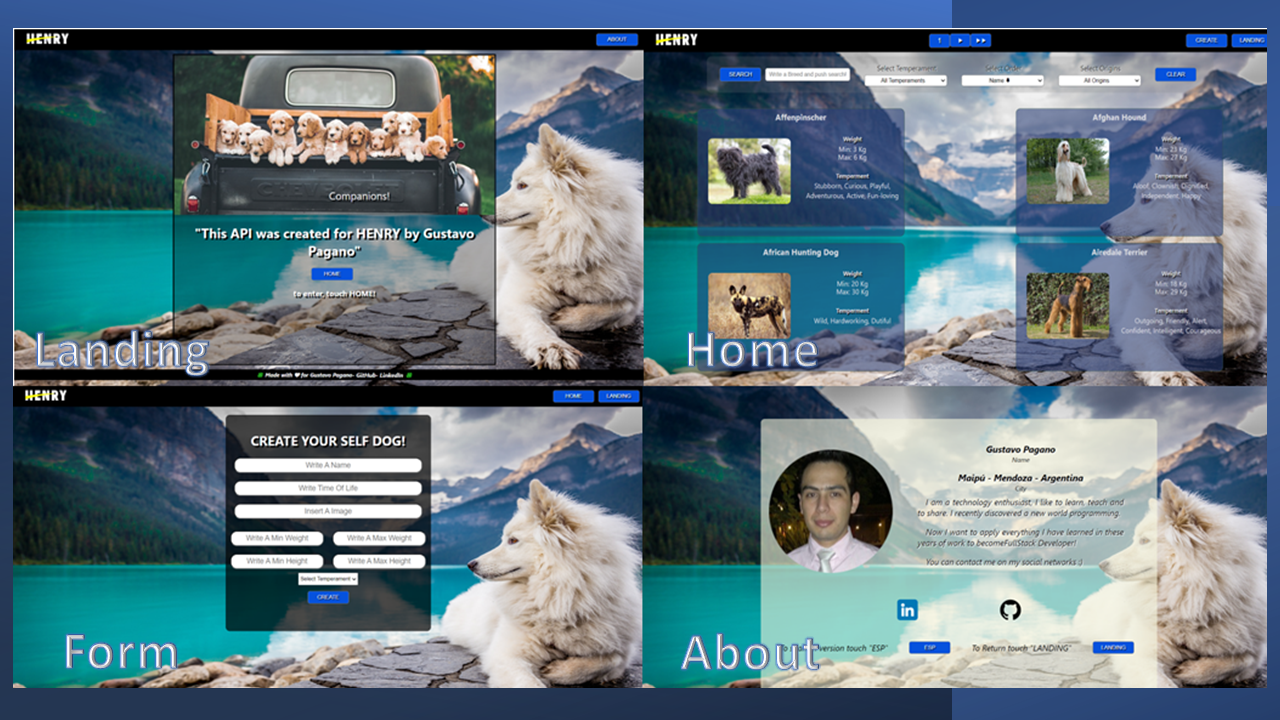 HENRY
ABOUT
CHEVROLET
Companions!
"This API was created for HENRY by Gustavo
Pagano"
HOME
to enter, touch HOME!
Landing
Made with ♥ for Gustavo Pagano- GitHub- LinkedIn
HENRY
1
CREATE
LANDING
Select Temperament
Select Order
Select Origins
SEARCH
Write a Breed and push search
All Temperaments
Name
All Origins
CLEAR
Affenpinscher
Weight
Min: 3 Kg
Max: 6 Kg
Temperment
Stubborn, Curious, Playful,
Adventurous, Active, Fun-loving
Afghan Hound
Weight
Min: 23 Kg
Max: 27 Kg
Temperment
Aloof, Clownish, Dignified,
Independent, Happy
African Hunting Dog
Weight
Min: 20 Kg
Max: 30 Kg
Temperment
Wild, Hardworking, Dutiful
Airedale Terrier
Weight
Min: 18 Kg
Max: 29 Kg
Temperment
Outgoing, Friendly, Alert,
Confident, Intelligent, Courageous
Home
HENRY
HOME
LANDING
CREATE YOUR SELF DOG!
Write A Name
Write Time Of Life
Insert A Image
Write A Min Weight
Write A Max Weight
Write A Min Height
Write A Max Height
Select Temperament
CREATE
Form
Gustavo Pagano
Name
Maipú - Mendoza - Argentina
City
I am a technology enthusiast, I like to learn, teach and
to share. I recently discovered a new world programming.
Now I want to apply everything I have learned in these
years of work to becomeFullStack Developer!
You can contact me on my social networks :)
in
version touch "ESP"
ESP
To Return touch "LANDING"
LANDING
About